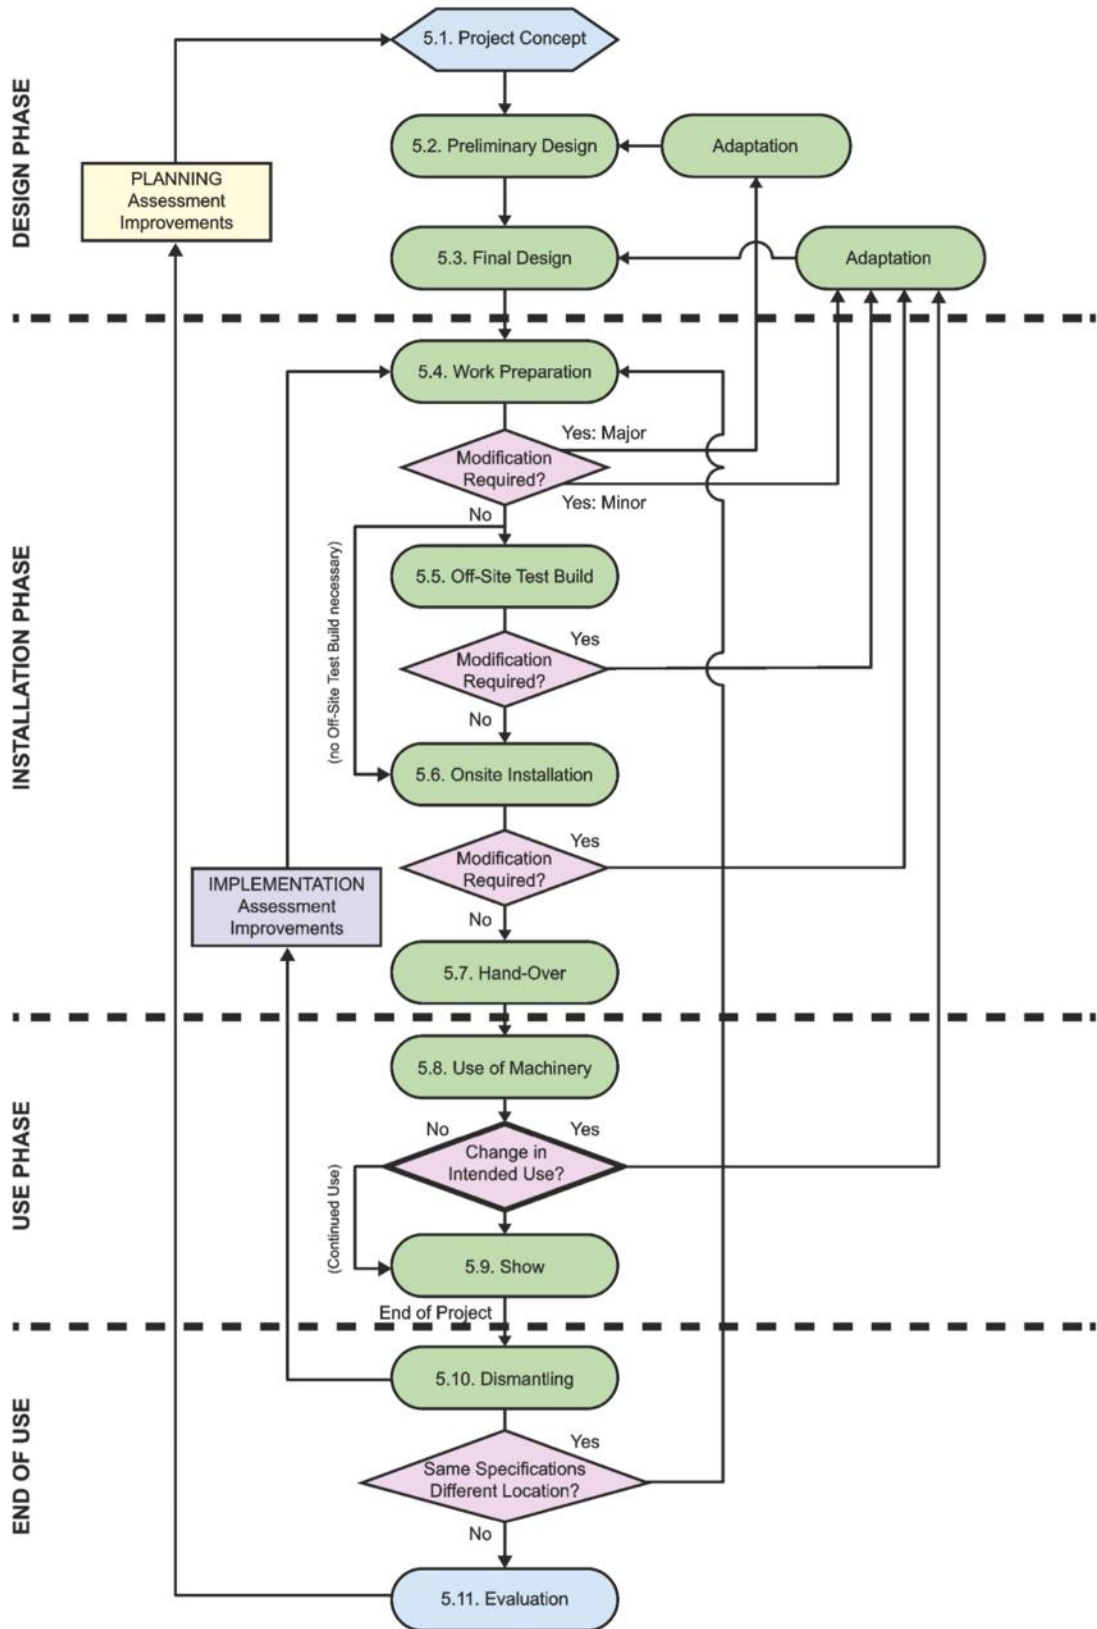 DESIGN PHASE
5.1. Project Concept
5.2. Preliminary Design
Adaptation
PLANNING
Assessment
Improvements
5.3. Final Design
Adaptation
INSTALLATION PHASE
5.4. Work Preparation
Yes: Major
Modification
Required?
Yes: Minor
No
(no Off-Site Test Build necessary)
5.5. Off-Site Test Build
Yes
Modification
Required?
No
5.6. Onsite Installation
Yes
Modification
Required?
No
IMPLEMENTATION
Assessment
Improvements
5.7. Hand-Over
USE PHASE
5.8. Use of Machinery
No
Yes
Change in
Intended Use?
(Continued Use)
5.9. Show
End of Project
END OF USE
5.10. Dismantling
Yes
Same Specifications
Different Location?
No
5.11. Evaluation